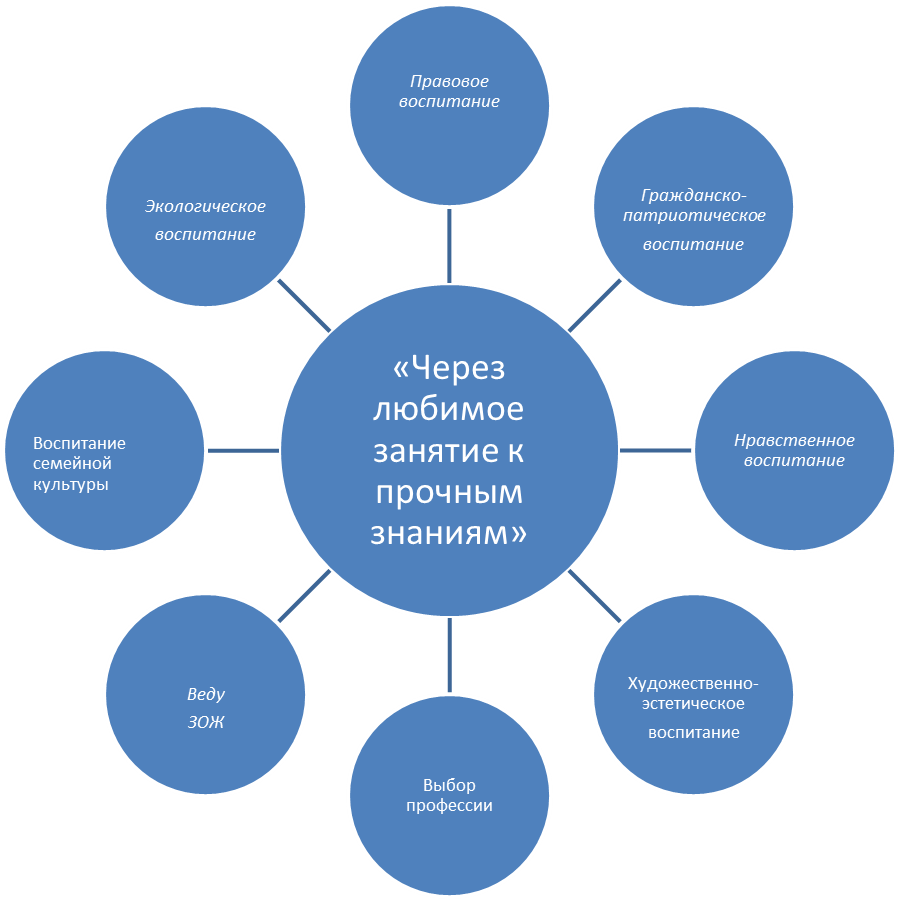 Правовое
воспитание
Гражданско-
патриотическое
воспитание
Нравственное
воспитание
Художественно-
эстетическое
воспитание
Выбор
профессии
Веду
ЗОЖ
Воспитание
семейной
культуры
Экологическое
воспитание
«Через
любимое
занятие к
прочным
знаниям»